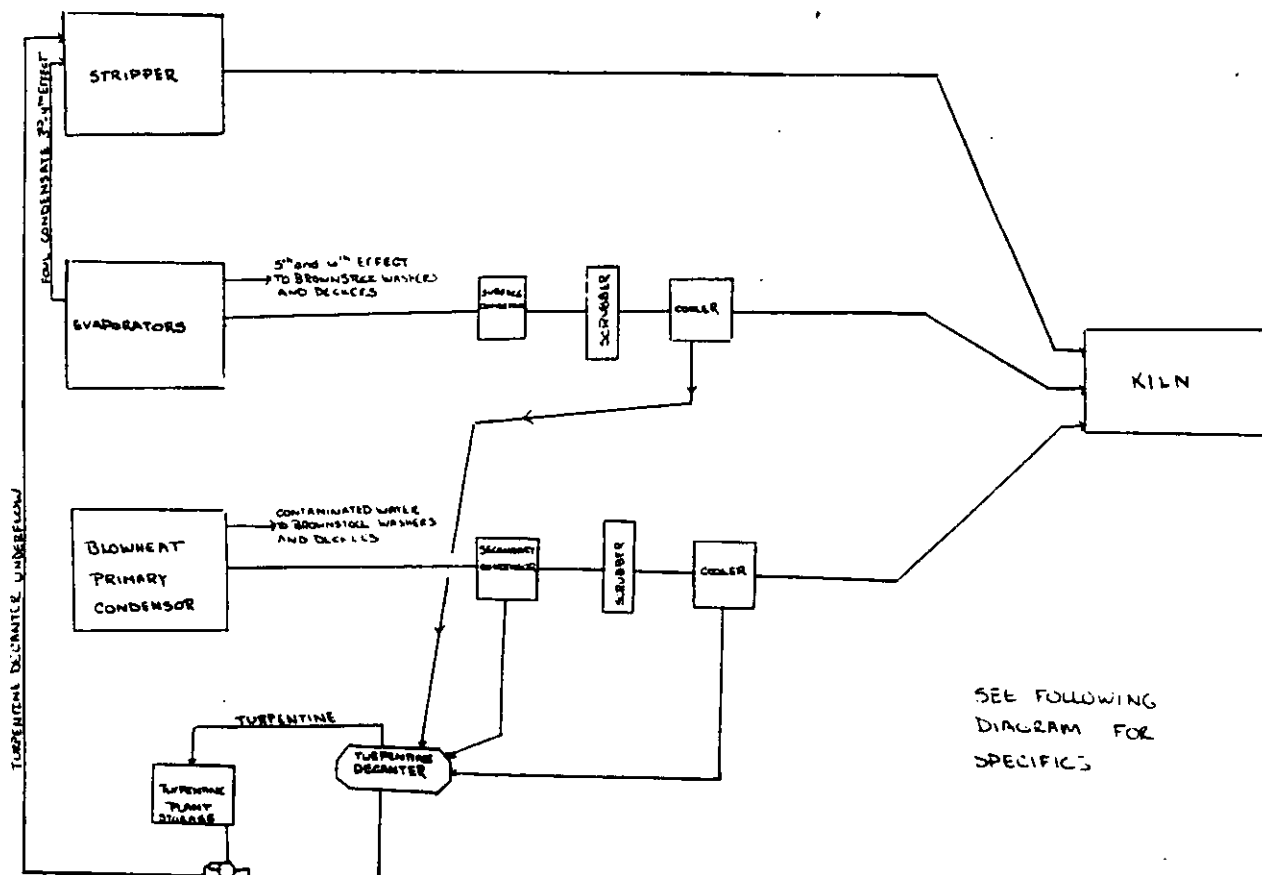 STRIPPER
FOUL CONDENSATE 3RD-4TH EFFECT
5TH and 6TH EFFECT
TO BROWNSTOCK WASHERS
AND DECKERS
EVAPORATORS
SURFACE
SCRUBBER
COOLER
KILN
TURPENTINE DECANTER UNDERFLOW
CONTAMINATED WATER
TO BROWNSTOCK WASHERS
AND DECKERS
BLOWHEAT
PRIMARY
CONDENSOR
SECONDARY
SCRUBBER
COOLER
SEE FOLLOWING
DIAGRAM FOR
SPECIFICS
TURPENTINE
TURPENTINE
DECANTER
TURPENTINE
PLANT
STORAGE